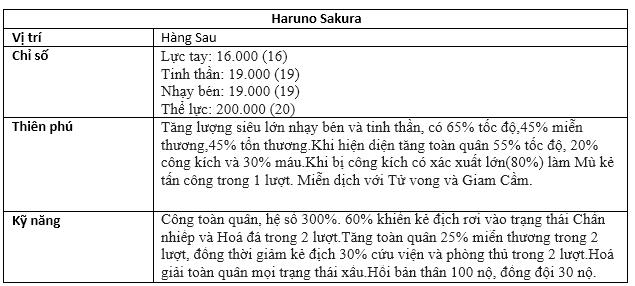 Haruno Sakura
Vị trí
Hàng Sau
Chỉ số
Lực tay: 16.000 (16)
Tinh thần: 19.000 (19)
Nhạy bén: 19.000 (19)
Thể lực: 200.000 (20)
Thiên phú
Tăng lượng siêu lớn nhạy bén và tinh thần, có 65% tốc độ,45% miễn
thương,45% tổn thương.Khi hiện diện tăng toàn quân 55% tốc độ, 20%
công kích và 30% máu.Khi bị công kích có xác xuất lớn(80%) làm Mù kẻ
tấn công trong 1 lượt. Miễn dịch với Tử vong và Giam Cầm.
Kỹ năng
Công toàn quân, hệ số 300%. 60% khiến kẻ địch rơi vào trạng thái Chấn
nhiếp và Hoá đá trong 2 lượt.Tăng toàn quân 25% miễn thương trong 2
lượt, đồng thời giảm kẻ địch 30% cứu viện và phòng thủ trong 2 lượt.Hoá
giải toàn quân mọi trạng thái xấu.Hồi bản thân 100 nộ, đồng đội 30 nộ.